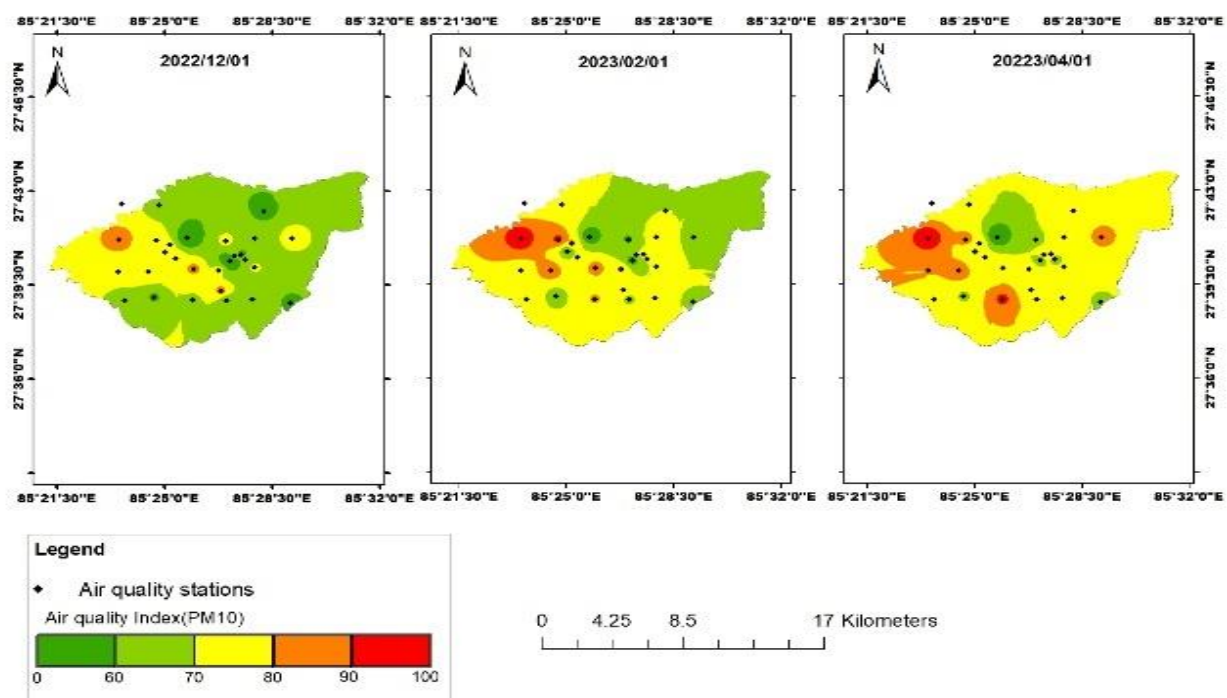 85°21'30"E 85°25'0"E 85°28'30"E 85°32'0"E 85°21'30"E 85°25'0"E 85°28'30"E 85°32'0"E 85°21'30"E 85°25'0"E 85°28'30"E 85°32'0"E
N 2022/12/01
N 2023/02/01
N 20223/04/01
27°46'30"N
27°43'0"N
27°39'30"N
27°36'0"N
27°46'30"N
27°43'0"N
27°39'30"N
27°36'0"N
85°21'30"E 85°25'0"E 85°28'30"E 85°32'0"E 85°21'30"E 85°25'0"E 85°28'30"E 85°32'0"E 85°21'30"E 85°25'0"E 85°28'30"E 85°32'0"E
Legend
Air quality stations
Air quality Index(PM10)
0 60 70 80 90 100
0 4.25 8.5 17 Kilometers